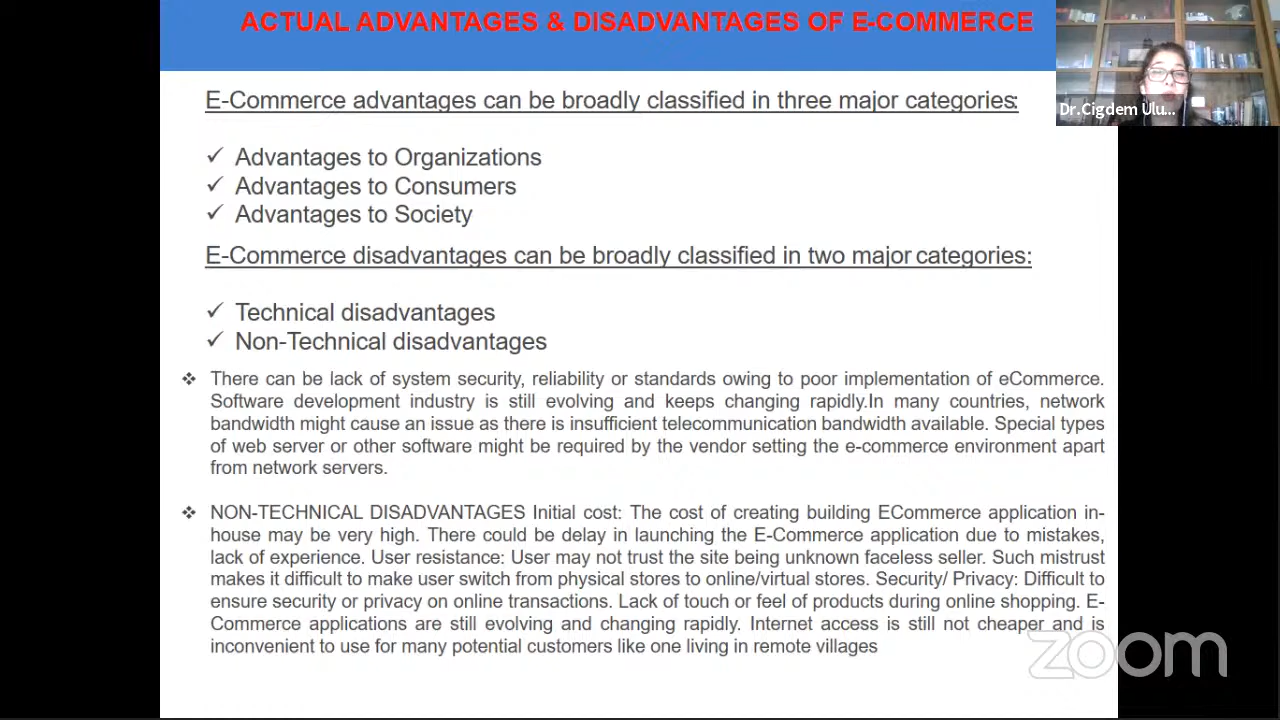 ACTUAL ADVANTAGES & DISADVANTAGES OF E-COMMERCE
Dr.Cigdem Ulu...
E-Commerce advantages can be broadly classified in three major categories:
✓ Advantages to Organizations
✓ Advantages to Consumers
✓ Advantages to Society
E-Commerce disadvantages can be broadly classified in two major categories:
✓ Technical disadvantages
✓ Non-Technical disadvantages
❖ There can be lack of system security, reliability or standards owing to poor implementation of eCommerce.
Software development industry is still evolving and keeps changing rapidly.In many countries, network
bandwidth might cause an issue as there is insufficient telecommunication bandwidth available. Special types
of web server or other software might be required by the vendor setting the e-commerce environment apart
from network servers.
❖ NON-TECHNICAL DISADVANTAGES Initial cost: The cost of creating building ECommerce application in-
house may be very high. There could be delay in launching the E-Commerce application due to mistakes,
lack of experience. User resistance: User may not trust the site being unknown faceless seller. Such mistrust
makes it difficult to make user switch from physical stores to online/virtual stores. Security/ Privacy: Difficult to
ensure security or privacy on online transactions. Lack of touch or feel of products during online shopping. E-
Commerce applications are still evolving and changing rapidly. Internet access is still not cheaper and is
inconvenient to use for many potential customers like one living in remote villages
zoom